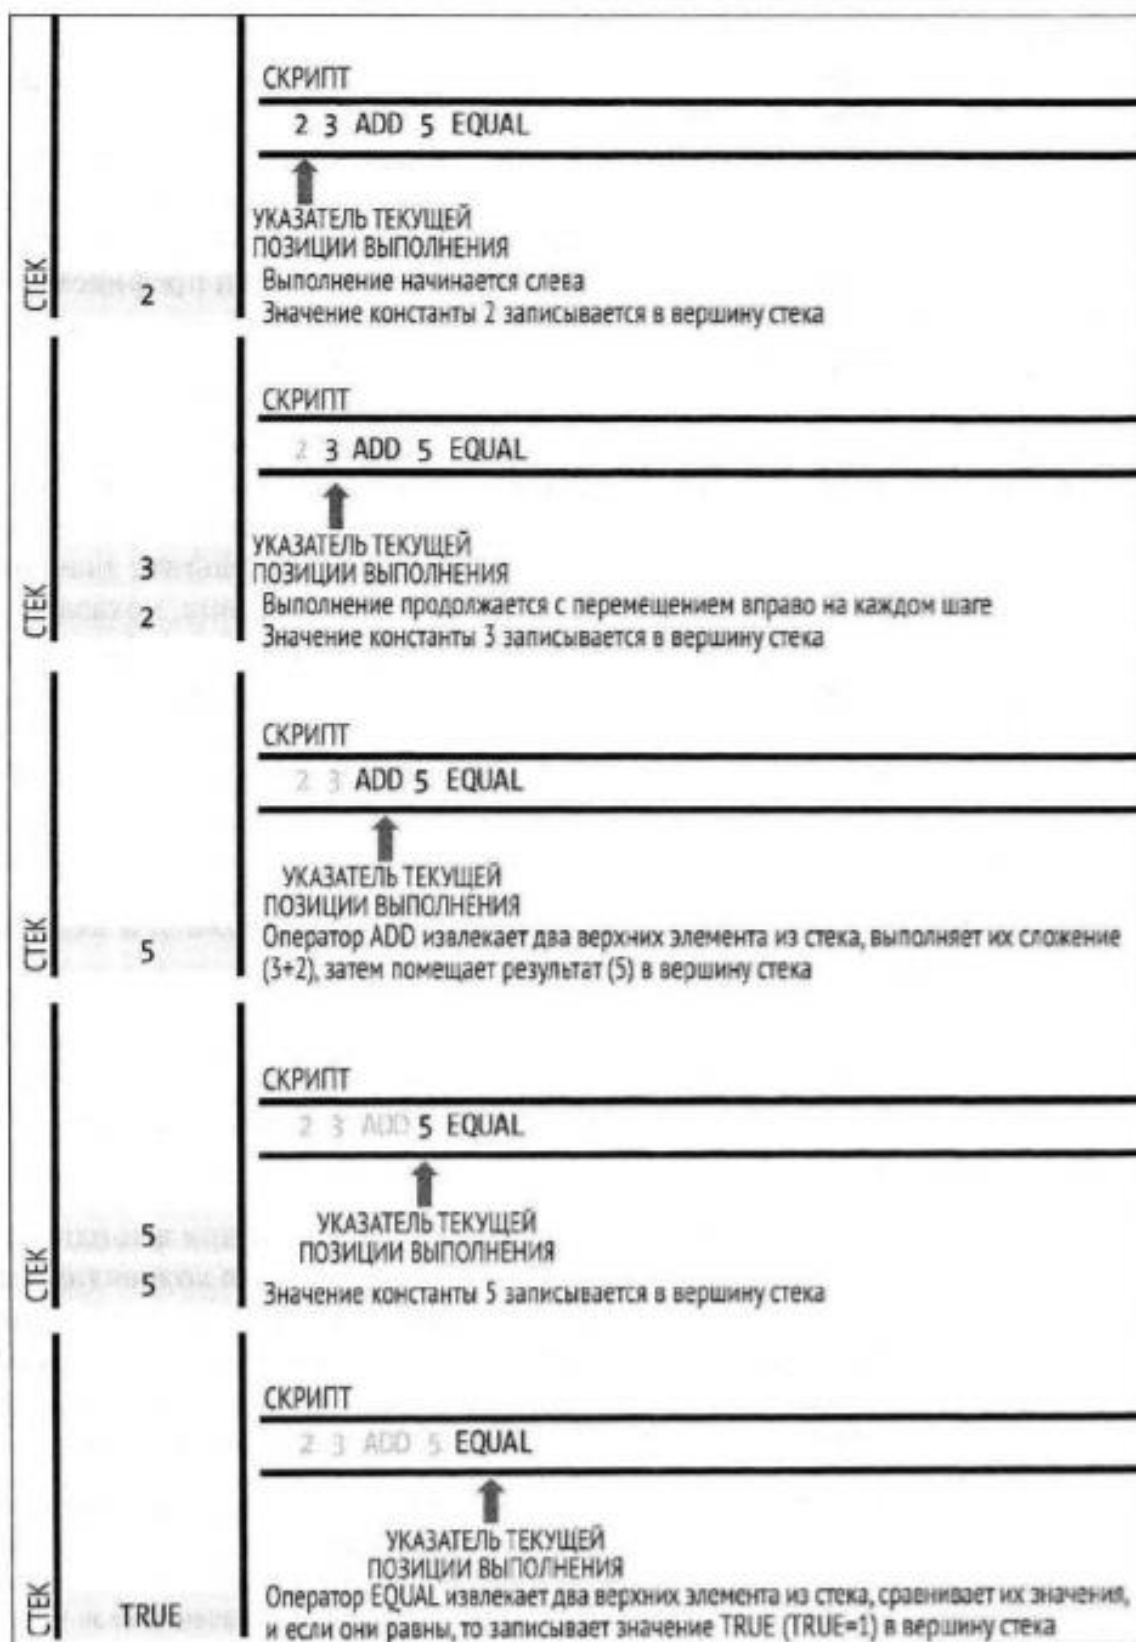 СКРИПТ
2 3 ADD 5 EQUAL
УКАЗАТЕЛЬ ТЕКУЩЕЙ
ПОЗИЦИИ ВЫПОЛНЕНИЯ
Выполнение начинается слева
Значение константы 2 записывается в вершину стека
СТЕК
2
СКРИПТ
2 3 ADD 5 EQUAL
УКАЗАТЕЛЬ ТЕКУЩЕЙ
ПОЗИЦИИ ВЫПОЛНЕНИЯ
Выполнение продолжается с перемещением вправо на каждом шаге
Значение константы 3 записывается в вершину стека
СТЕК
3
2
СКРИПТ
2 3 ADD 5 EQUAL
УКАЗАТЕЛЬ ТЕКУЩЕЙ
ПОЗИЦИИ ВЫПОЛНЕНИЯ
Оператор ADD извлекает два верхних элемента из стека, выполняет их сложение
(3+2), затем помещает результат (5) в вершину стека
СТЕК
5
СКРИПТ
2 3 ADD 5 EQUAL
УКАЗАТЕЛЬ ТЕКУЩЕЙ
ПОЗИЦИИ ВЫПОЛНЕНИЯ
Значение константы 5 записывается в вершину стека
СТЕК
5
5
СКРИПТ
2 3 ADD 5 EQUAL
УКАЗАТЕЛЬ ТЕКУЩЕЙ
ПОЗИЦИИ ВЫПОЛНЕНИЯ
Оператор EQUAL извлекает два верхних элемента из стека, сравнивает их значения,
и если они равны, то записывает значение TRUE (TRUE=1) в вершину стека
СТЕК
TRUE